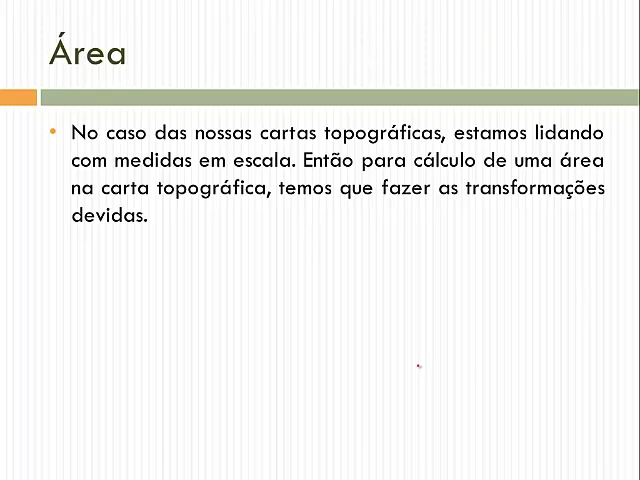 Área
• No caso das nossas cartas topográficas, estamos lidando
com medidas em escala. Então para cálculo de uma área
na carta topográfica, temos que fazer as transformações
devidas.